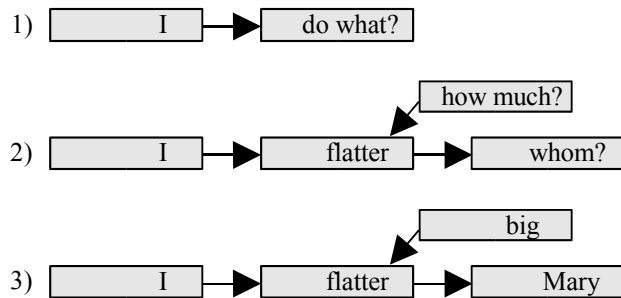 1) I do what?
how much?
2) I flatter whom?
big
3) I flatter Mary